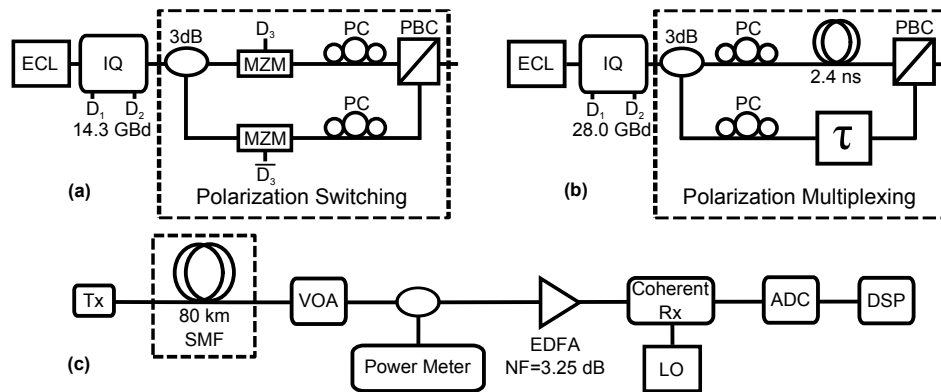 ECL
IQ
D1
D2
14.3 GBd
3dB
D3
MZM
PC
PBC
PC
MZM
D̅3
(a)
Polarization Switching
ECL
IQ
D1
D2
28.0 GBd
3dB
PC
2.4 ns
PBC
PC
τ
(b)
Polarization Multiplexing
Tx
80 km
SMF
VOA
Power Meter
EDFA
NF=3.25 dB
Coherent
Rx
LO
ADC
DSP
(c)